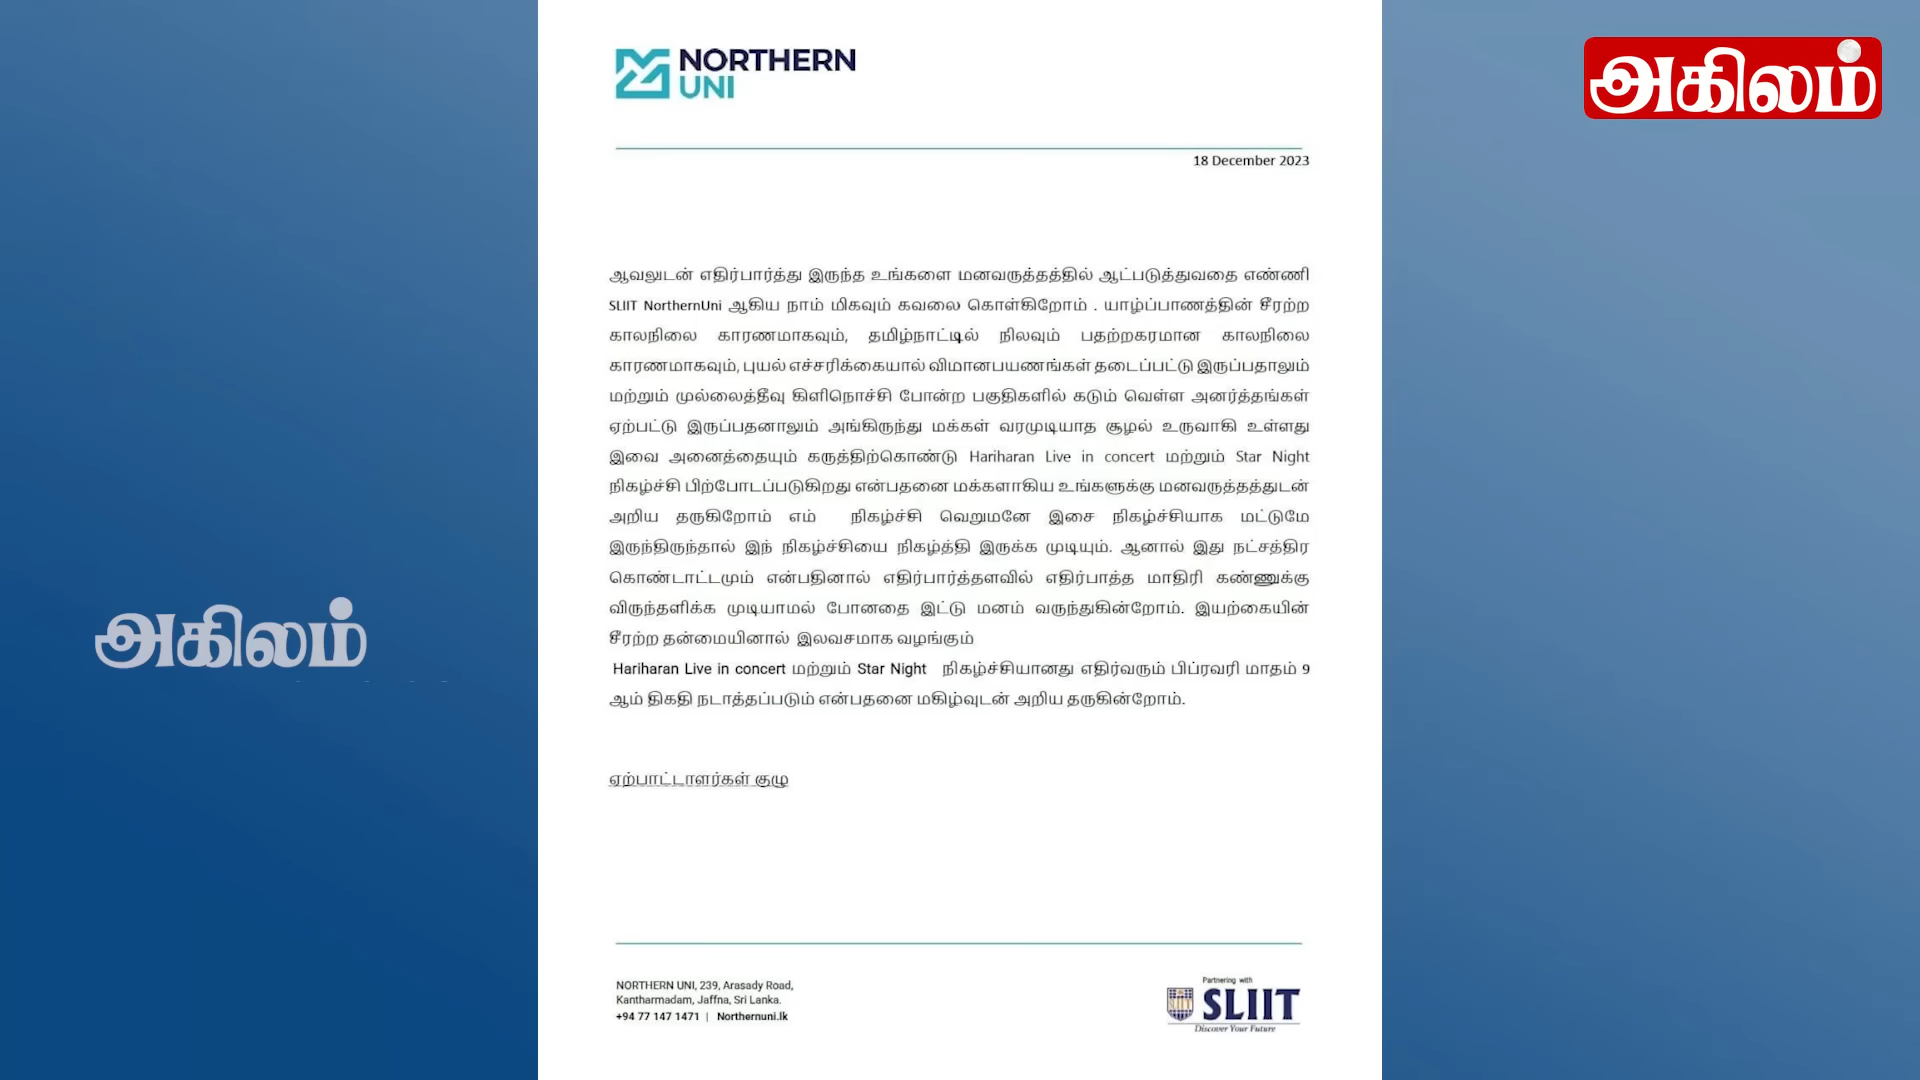 NORTHERN
UNI
அகிலம்
18 December 2023
ஆவலுடன் எதிர்பார்த்து இருந்த உங்களை மனவருத்தத்தில் ஆட்படுத்துவதை எண்ணி
SLIIT NorthernUni ஆகிய நாம் மிகவும் கவலை கொள்கிறோம் . யாழ்ப்பாணத்தின் சீரற்ற
காலநிலை காரணமாகவும், தமிழ்நாட்டில் நிலவும் பதற்றகரமான காலநிலை
காரணமாகவும், புயல் எச்சரிக்கையால் விமானபயணங்கள் தடைப்பட்டு இருப்பதாலும்
மற்றும் முல்லைத்தீவு கிளிநொச்சி போன்ற பகுதிகளில் கடும் வெள்ள அனர்த்தங்கள்
ஏற்பட்டு இருப்பதனாலும் அங்கிருந்து மக்கள் வரமுடியாத சூழல் உருவாகி உள்ளது
இவை அனைத்தையும் கருத்திற்கொண்டு Hariharan Live in concert மற்றும் Star Night
நிகழ்ச்சி பிற்போடப்படுகிறது என்பதனை மக்களாகிய உங்களுக்கு மனவருத்தத்துடன்
அறிய தருகிறோம் எம் நிகழ்ச்சி வெறுமனே இசை நிகழ்ச்சியாக மட்டுமே
இருந்திருந்தால் இந் நிகழ்ச்சியை நிகழ்த்தி இருக்க முடியும். ஆனால் இது நட்சத்திர
கொண்டாட்டமும் என்பதினால் எதிர்பார்த்தளவில் எதிர்பாத்த மாதிரி கண்ணுக்கு
விருந்தளிக்க முடியாமல் போனதை இட்டு மனம் வருந்துகின்றோம். இயற்கையின்
சீரற்ற தன்மையினால் இலவசமாக வழங்கும்
Hariharan Live in concert மற்றும் Star Night நிகழ்ச்சியானது எதிர்வரும் பிப்ரவரி மாதம் 9
ஆம் திகதி நடாத்தப்படும் என்பதனை மகிழ்வுடன் அறிய தருகின்றோம்.
அகிலம்
ஏற்பாட்டாளர்கள் குழு
NORTHERN UNI, 239, Arasady Road,
Kantharmadam, Jaffna, Sri Lanka.
+94 77 147 1471 | Northernuni.lk
Partnering with
SLIIT
Discover Your Future